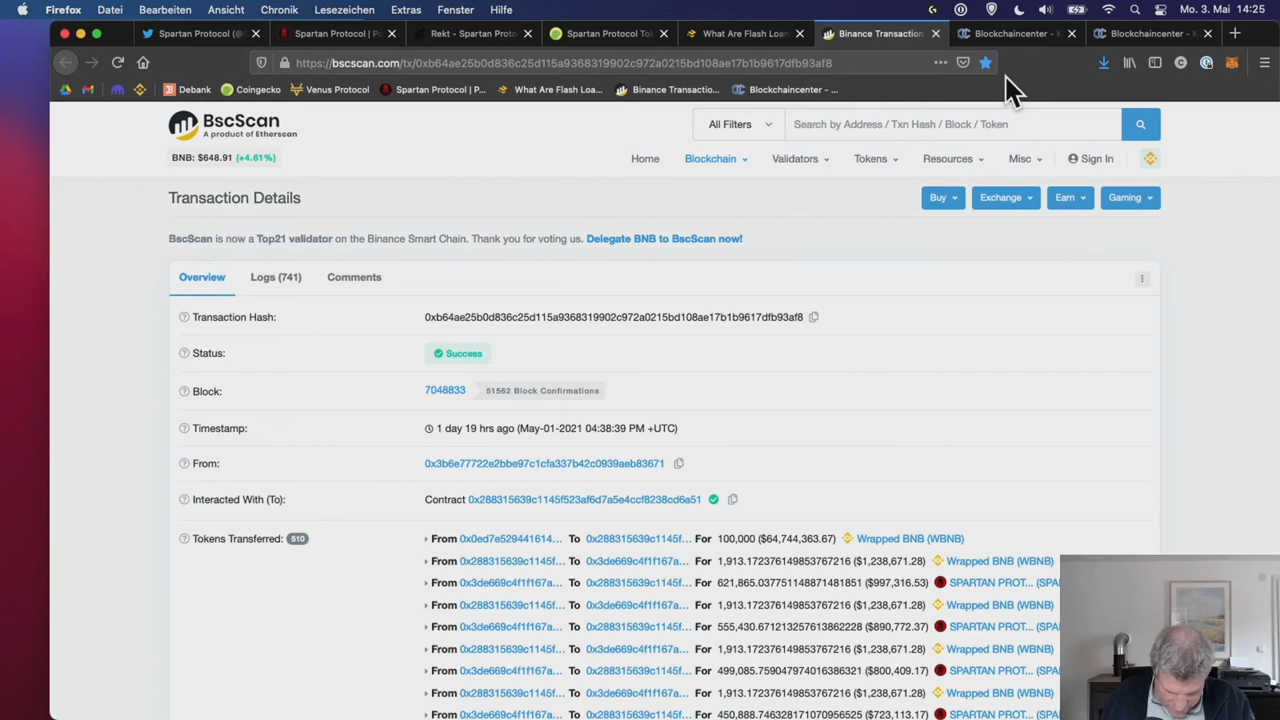 Firefox Datei Bearbeiten Ansicht Chronik Lesezeichen Extras Fenster Hilfe Mo. 3. Mai 14:25
Spartan Protocol (@ Spartan Protocol | P Rekt - Spartan Proto Spartan Protocol Tok What Are Flash Loan Binance Transaction Blockchaincenter - K Blockchaincenter - K
https://bscscan.com/tx/0xb64ae25b0d836c25d115a9368319902c972a0215bd108ae17b1b9617dfb93af8
Debank Coingecko Venus Protocol Spartan Protocol | P... What Are Flash Loa... Binance Transactio... Blockchaincenter - ...
BscScan
A product of Etherscan
All Filters Search by Address / Txn Hash / Block / Token
BNB: $648.91 (+4.61%)
Home Blockchain Validators Tokens Resources Misc Sign In
Transaction Details
Buy Exchange Earn Gaming
BscScan is now a Top21 validator on the Binance Smart Chain. Thank you for voting us. Delegate BNB to BscScan now!
Overview Logs (741) Comments
Transaction Hash: 0xb64ae25b0d836c25d115a9368319902c972a0215bd108ae17b1b9617dfb93af8
Status: Success
Block: 7048833 51562 Block Confirmations
Timestamp: 1 day 19 hrs ago (May-01-2021 04:38:39 PM +UTC)
From: 0x3b6e77722e2bbe97c1cfa337b42c0939aeb83671
Interacted With (To): Contract 0x288315639c1145f523af6d7a5e4ccf8238cd6a51
Tokens Transferred: 510 From 0x0ed7e529441614... To 0x288315639c1145f... For 100,000 ($64,744,363.67) Wrapped BNB (WBNB)
From 0x288315639c1145f... To 0x3de669c4f1f167a... For 1,913.172376149853767216 ($1,238,671.28) Wrapped BNB (WBNB)
From 0x3de669c4f1f167a... To 0x288315639c1145f... For 621,865.037751148871481851 ($997,316.53) SPARTAN PROT... (SPA
From 0x288315639c1145f... To 0x3de669c4f1f167a... For 1,913.172376149853767216 ($1,238,671.28) Wrapped BNB (WBNB)
From 0x3de669c4f1f167a... To 0x288315639c1145f... For 555,430.671213257613862228 ($890,772.37) SPARTAN PROT... (SPA
From 0x288315639c1145f... To 0x3de669c4f1f167a... For 1,913.172376149853767216 ($1,238,671.28) Wrapped BNB (WBNB)
From 0x3de669c4f1f167a... To 0x288315639c1145f... For 499,085.759047974016386321 ($800,409.17) SPARTAN PROT... (SPA
From 0x288315639c1145f... To 0x3de669c4f1f167a... For 1,913.172376149853767216 ($1,238,671.28) Wrapped BNB (WBNB)
From 0x3de669c4f1f167a... To 0x288315639c1145f... For 450,888.746328171070956525 ($723,113.17) SPARTAN PROT... (SPA